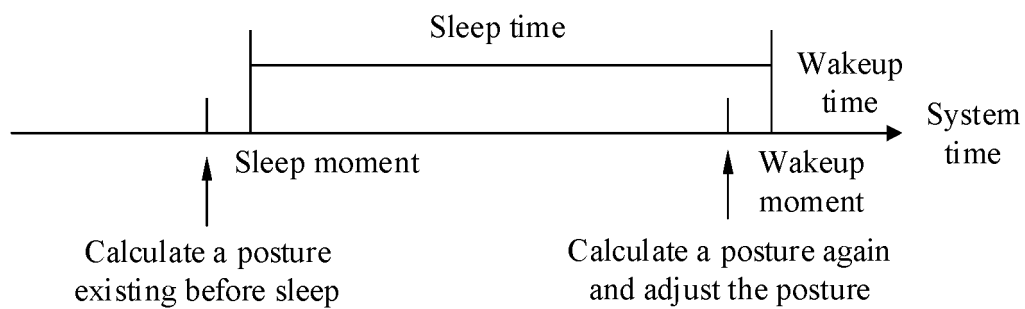 Sleep time
Wakeup
time
System
time
Sleep moment
Wakeup
moment
Calculate a posture
existing before sleep
Calculate a posture again
and adjust the posture